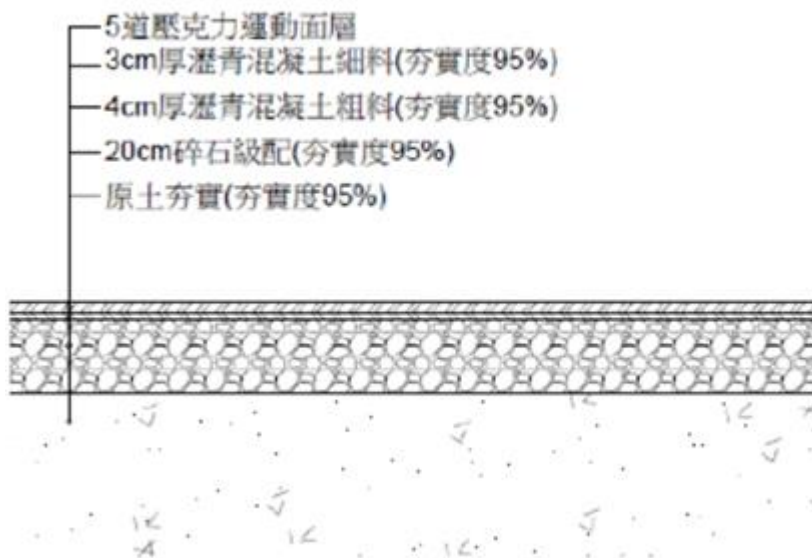 5道壓克力運動面層
3cm厚瀝青混凝土細料(夯實度95%)
4cm厚瀝青混凝土粗料(夯實度95%)
20cm碎石級配(夯實度95%)
原土夯實(夯實度95%)